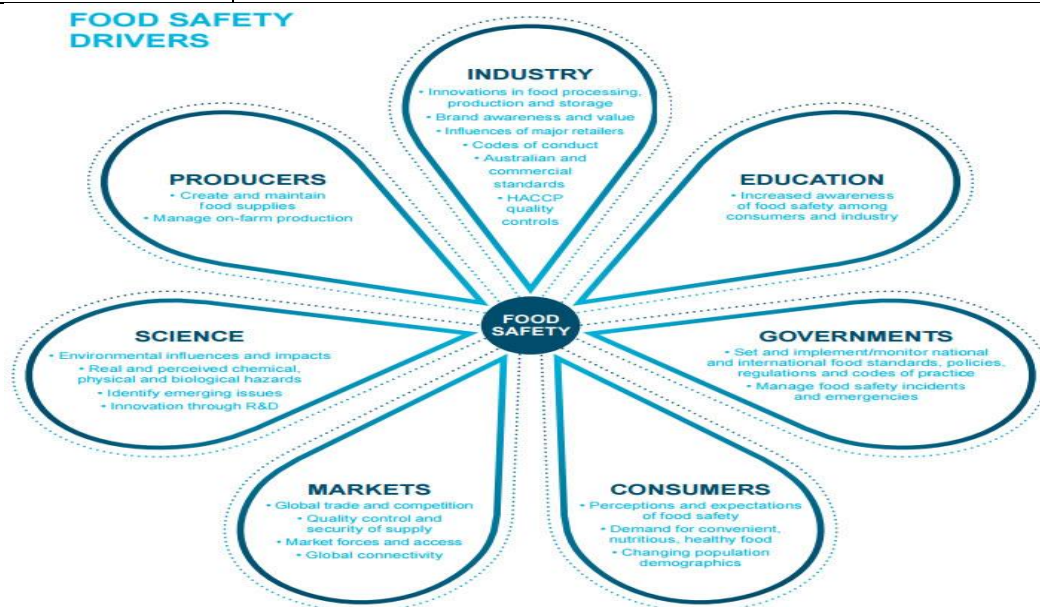 FOOD SAFETY
DRIVERS
INDUSTRY
• Innovations in food processing,
production and storage
• Brand awareness and value
• Influences of major retailers
• Codes of conduct
• Australian and
commercial
standards
• HACCP
quality
controls
PRODUCERS
• Create and maintain
food supplies
• Manage on-farm production
EDUCATION
• Increased awareness
of food safety among
consumers and industry
FOOD
SAFETY
SCIENCE
• Environmental influences and impacts
• Real and perceived chemical,
physical and biological hazards
• Identify emerging issues
• Innovation through R&D
GOVERNMENTS
• Set and implement/monitor national
and international food standards, policies,
regulations and codes of practice
• Manage food safety incidents
and emergencies
MARKETS
• Global trade and competition
• Quality control and
security of supply
• Market forces and access
• Global connectivity
CONSUMERS
• Perceptions and expectations
of food safety
• Demand for convenient,
nutritious, healthy food
• Changing population
demographics